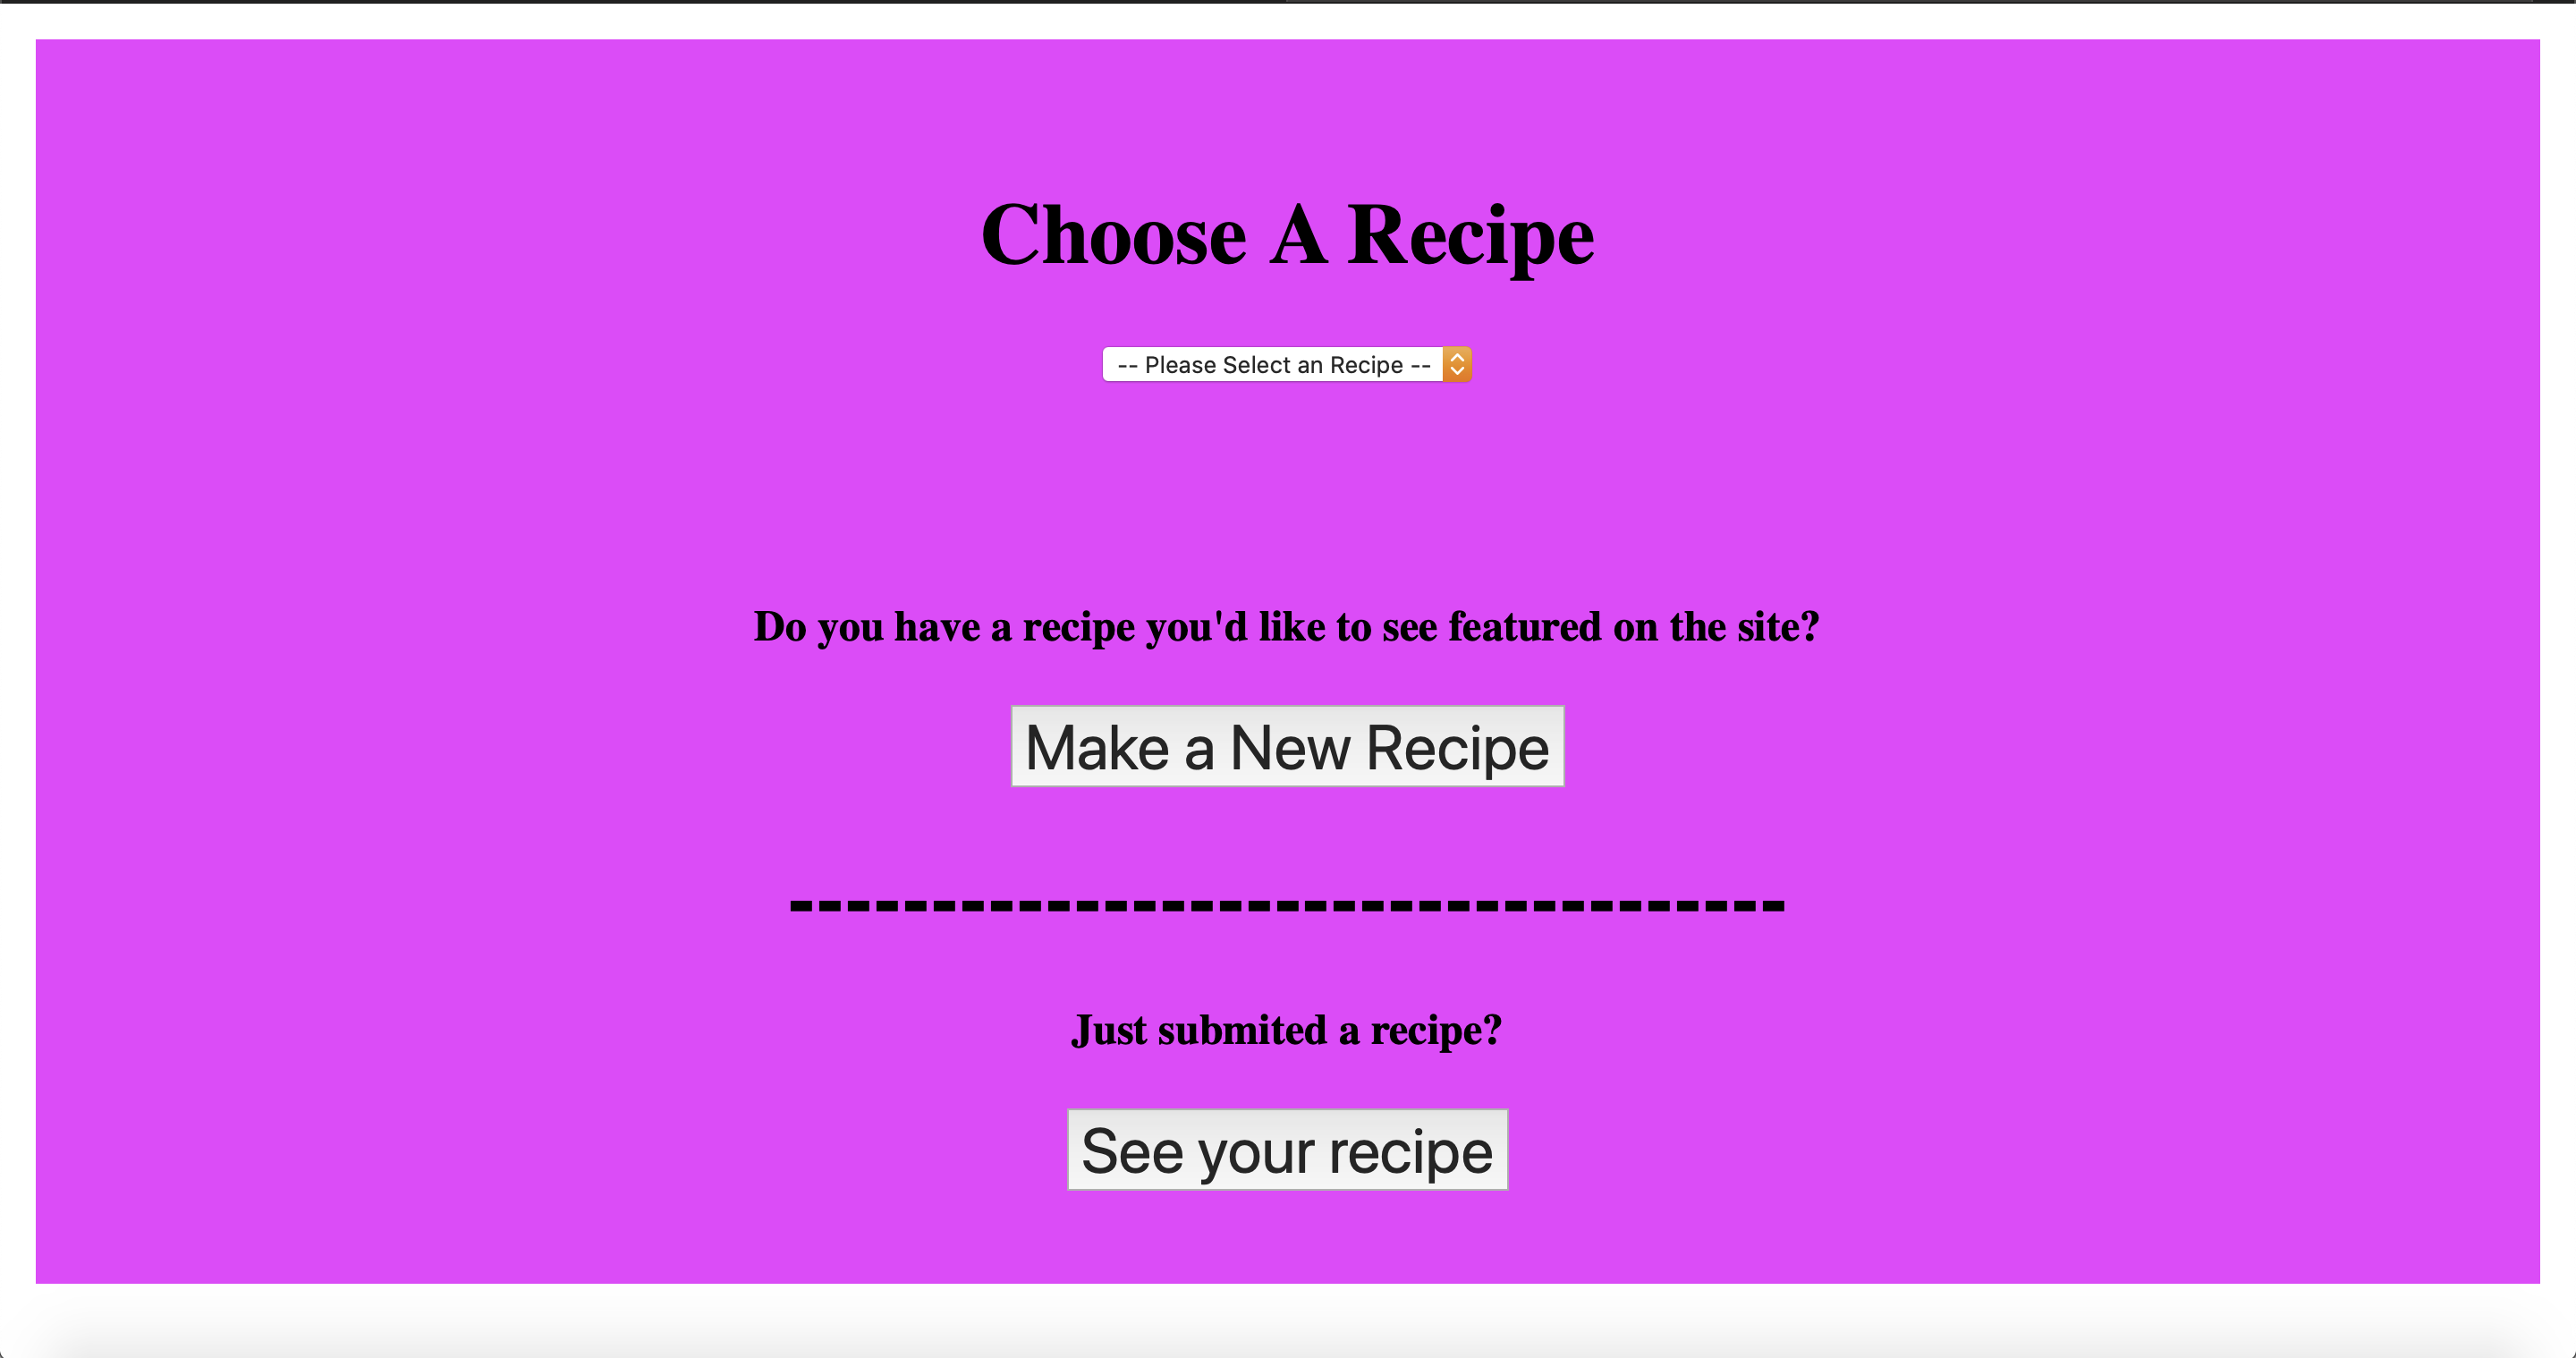 Choose A Recipe
-- Please Select an Recipe --
Do you have a recipe you'd like to see featured on the site?
Make a New Recipe
-----------------------------------
Just submited a recipe?
See your recipe